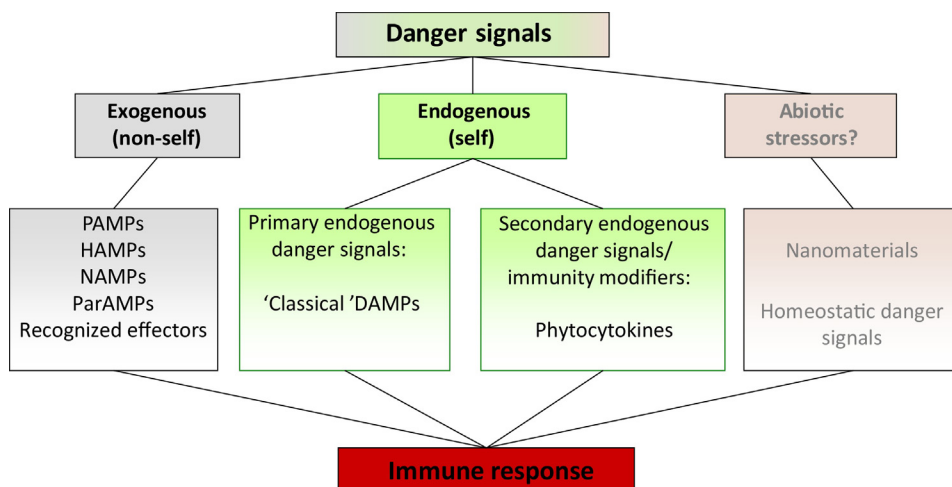 Danger signals
Exogenous
(non-self)
Endogenous
(self)
Abiotic
stressors?
PAMPs
HAMPs
NAMPs
ParAMPs
Recognized effectors
Primary endogenous
danger signals:
‘Classical ’DAMPs
Secondary endogenous
danger signals/
immunity modifiers:
Phytocytokines
Nanomaterials
Homeostatic danger
signals
Immune response